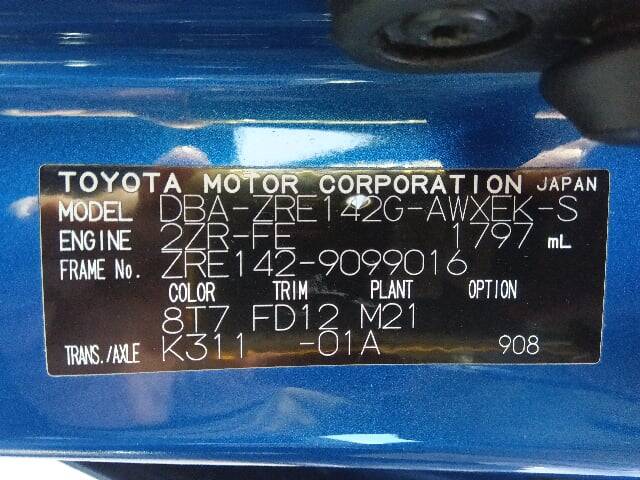 TOYOTA MOTOR CORPORATION JAPAN
MODEL DBA-ZRE142G-AWXEK-S
ENGINE 2ZR-FE 1797 mL
FRAME No. ZRE142-9099016
COLOR TRIM PLANT OPTION
8T7 FD12 M21
TRANS./AXLE K311 -01A 908